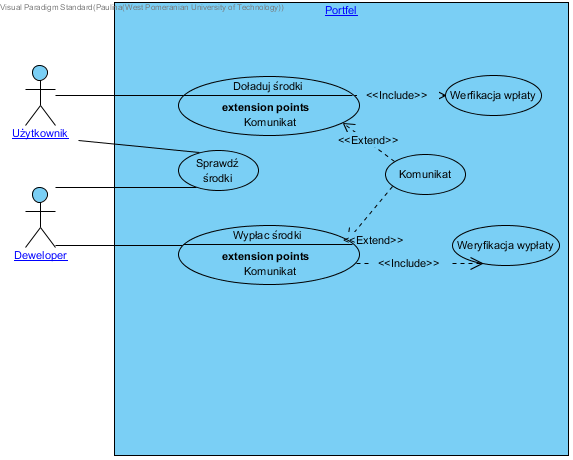 Visual Paradigm Standard(Paulina(West Pomeranian University of Technology))
Portfel
Doładuj środki
extension points
Komunikat
<<Include>>
Werfikacja wpłaty
Użytkownik
<<Extend>>
Sprawdź
środki
Komunikat
Deweloper
Wypłac środki
extension points
Komunikat
<<Extend>>
Weryfikacja wypłaty
<<Include>>